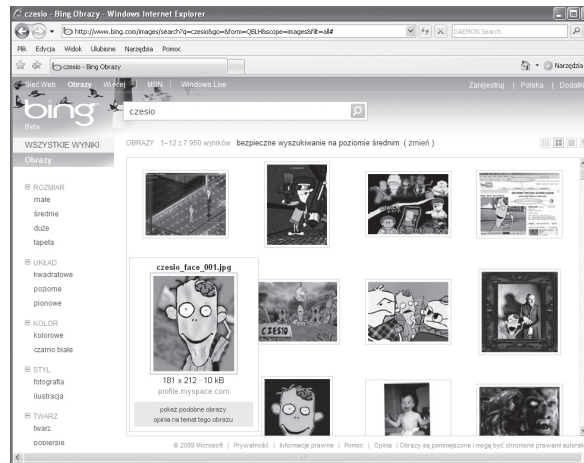 czesio - Bing Obrazy - Windows Internet Explorer
http://www.bing.com/images/search?q=czesio&go=&form=QBLH&scope=images&filt=all#
DAEMON Search
Plik Edycja Widok Ulubione Narzędzia Pomoc
czesio - Bing Obrazy
Narzędzia
Sieć Web Obrazy Więcej | MSN | Windows Live
Zarejestruj | Polska | Dodatki
bing
Beta
czesio
WSZYSTKIE WYNIKI
OBRAZY 1–12 z 7 950 wyników bezpieczne wyszukiwanie na poziomie średnim ( zmień )
Obrazy
ROZMIAR
małe
średnie
duże
tapeta
UKŁAD
kwadratowe
poziome
pionowe
KOLOR
kolorowe
czarno białe
STYL
fotografia
ilustracja
TWARZ
twarz
popiersie
czesio_face_001.jpg
181 x 212 · 10 kB
profile.myspace.com
pokaż podobne obrazy
opinia na temat tego obrazu
CZESIO
© 2009 Microsoft | Prywatność | Informacje prawne | Pomoc | Opinia | Obrazy są pomniejszone i mogą być chronione prawami autorski